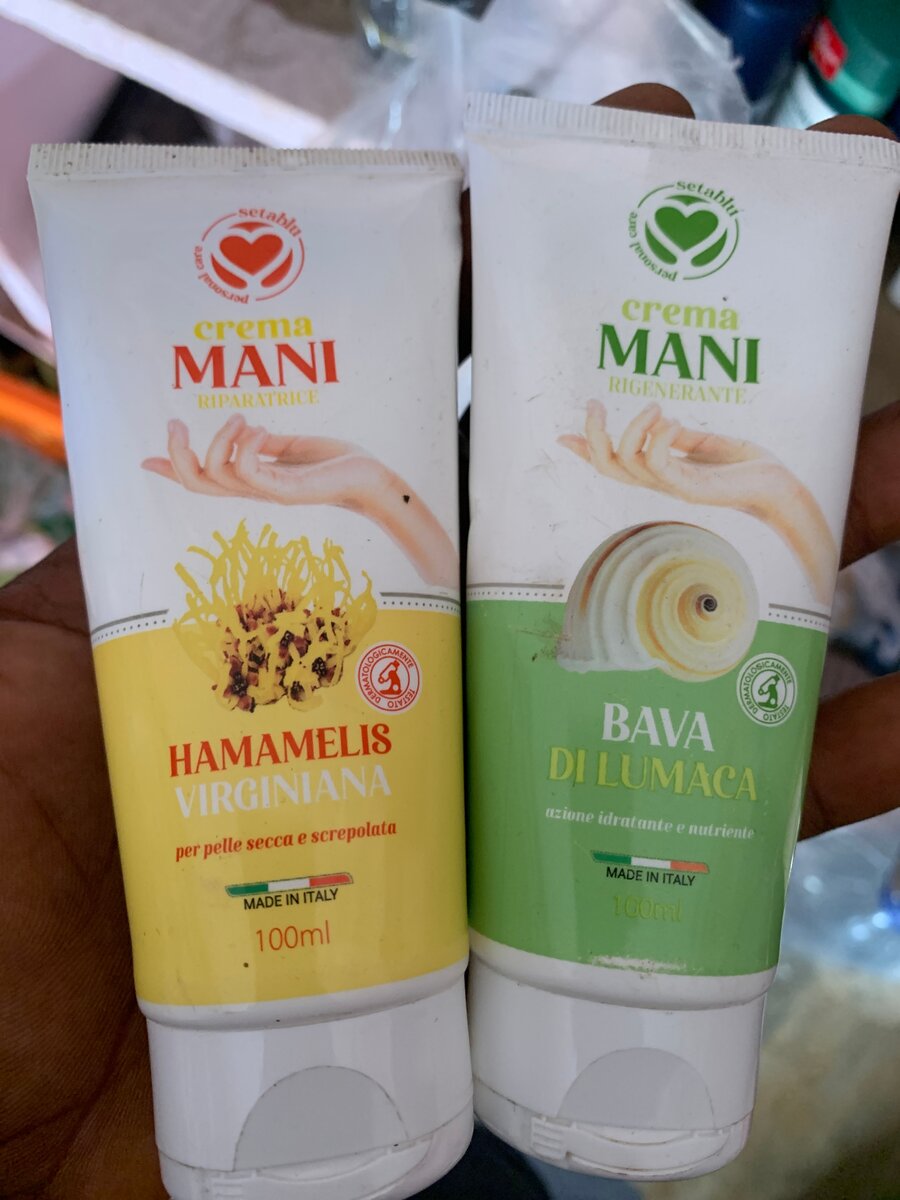 setablu
personal care
crema
MANI
RIPARATRICE
DERMATOLOGICAMENTE
TESTATO
HAMAMELIS
VIRGINIANA
per pelle secca e screpolata
MADE IN ITALY
100ml
setablu
personal care
crema
MANI
RIGENERANTE
DERMATOLOGICAMENTE
TESTATO
BAVA
DI LUMACA
azione idratante e nutriente
MADE IN ITALY
100ml